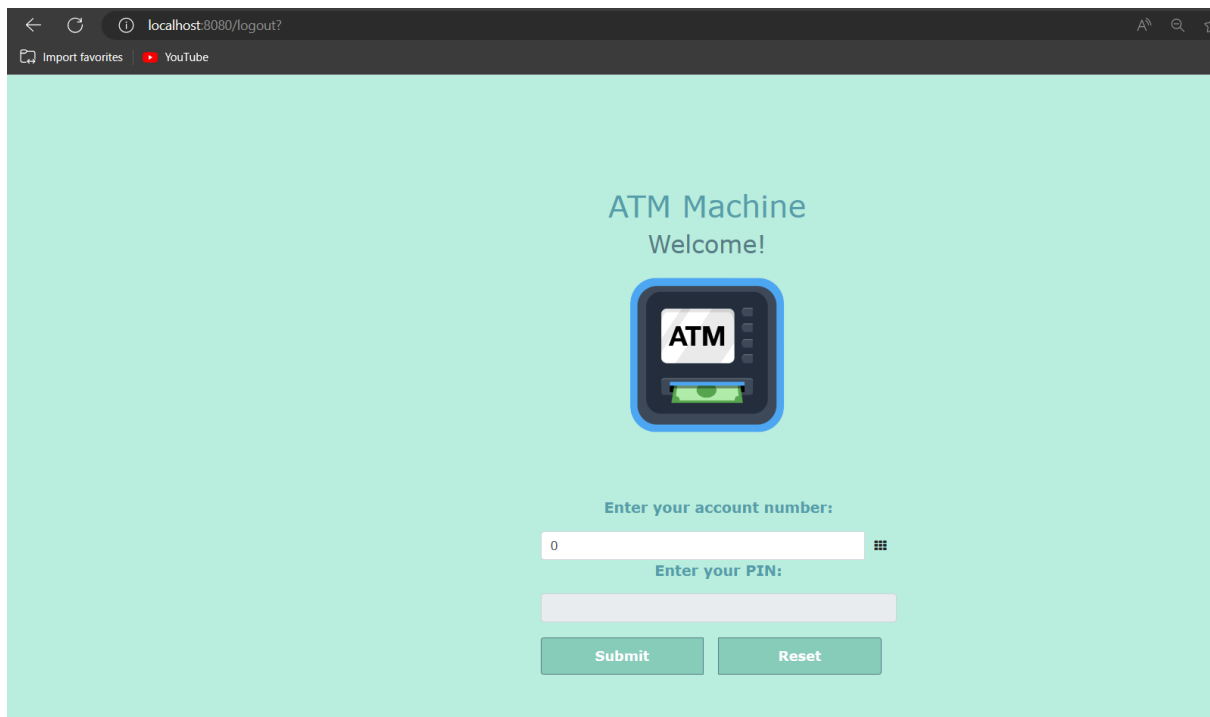 localhost:8080/logout?
Import favorites YouTube
ATM Machine
Welcome!
ATM
Enter your account number:
0
Enter your PIN:
Submit Reset